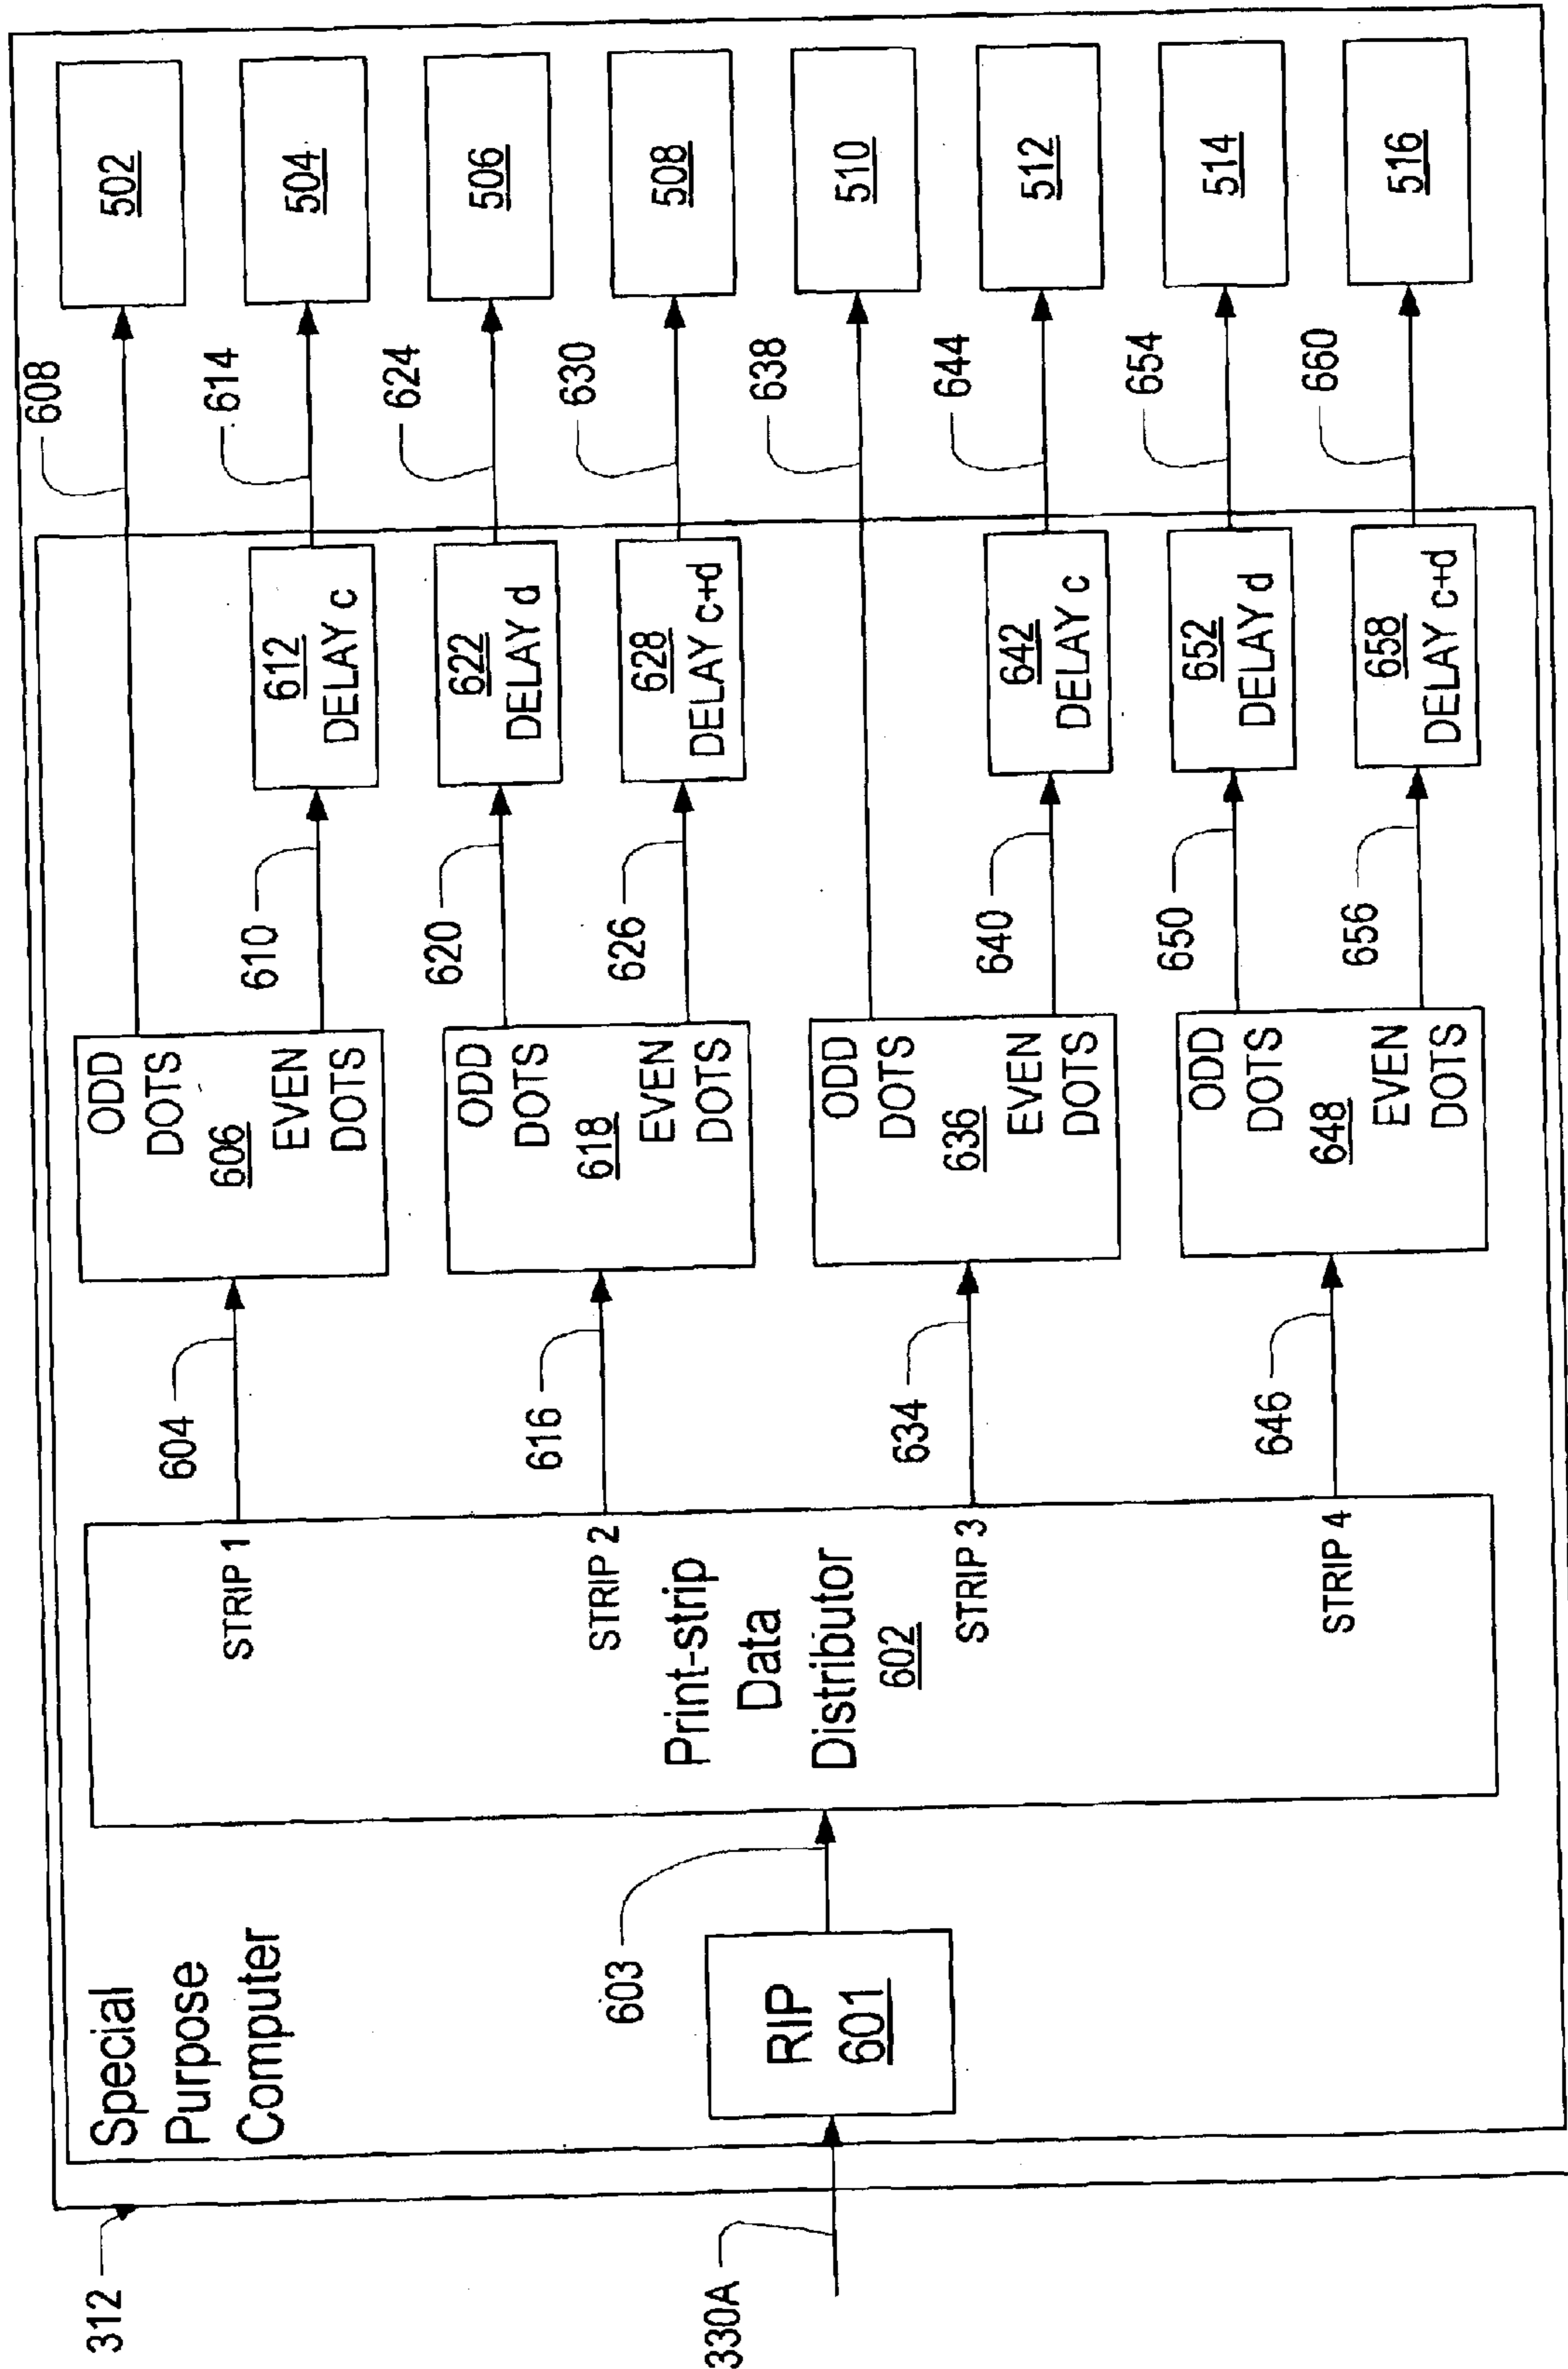 312
330A
Special
Purpose
Computer
RIP
601
603
Print-strip
Data
Distributor
602
STRIP 1
STRIP 2
STRIP 3
STRIP 4
604
616
634
646
ODD
DOTS
606
EVEN
DOTS
ODD
DOTS
618
EVEN
DOTS
ODD
DOTS
636
EVEN
DOTS
ODD
DOTS
648
EVEN
DOTS
610
620
626
640
650
656
612
DELAY c
622
DELAY d
628
DELAY c+d
642
DELAY c
652
DELAY d
658
DELAY c+d
608
614
624
630
638
644
654
660
502
504
506
508
510
512
514
516